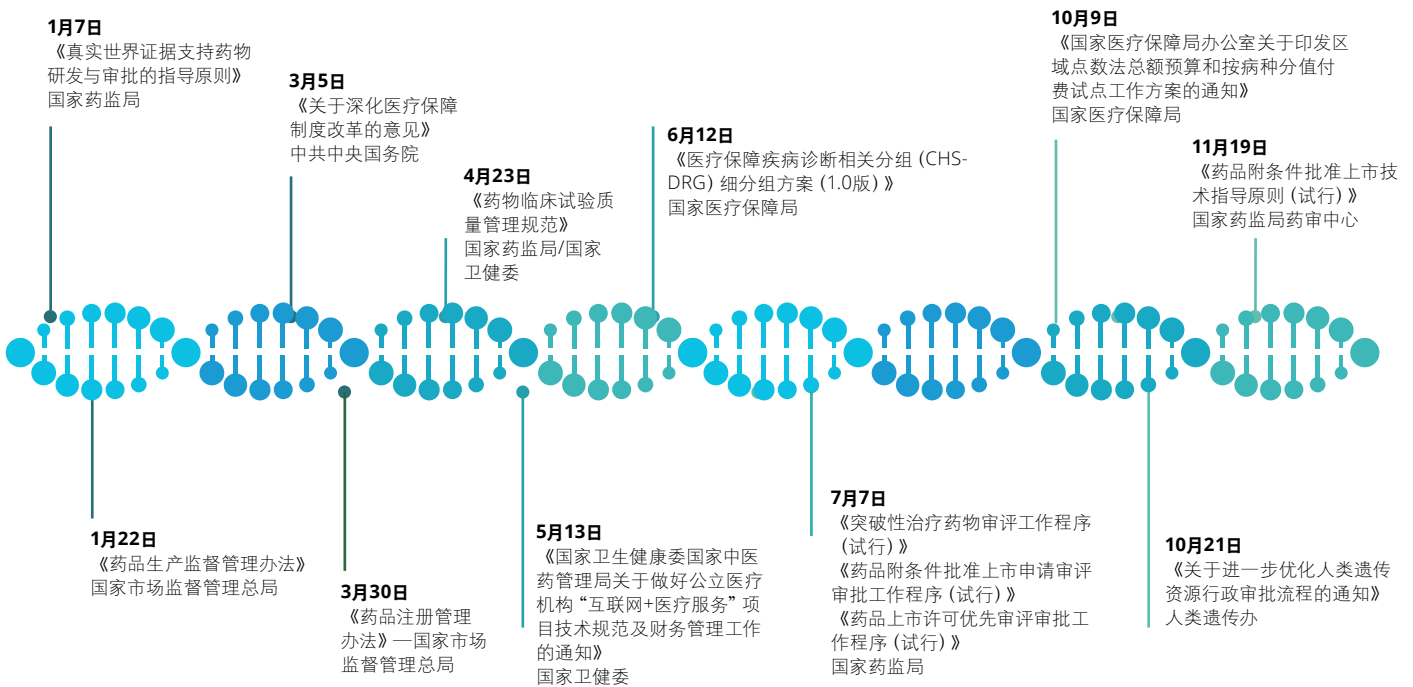 1月7日
《真实世界证据支持药物
研发与审批的指导原则》
国家药监局
3月5日
《关于深化医疗保障
制度改革的意见》
中共中央国务院
4月23日
《药物临床试验质
量管理规范》
国家药监局/国家
卫健委
6月12日
《医疗保障疾病诊断相关分组 (CHS-
DRG) 细分组方案 (1.0版) 》
国家医疗保障局
10月9日
《国家医疗保障局办公室关于印发区
域点数法总额预算和按病种分值付
费试点工作方案的通知》
国家医疗保障局
11月19日
《药品附条件批准上市技
术指导原则 (试行) 》
国家药监局药审中心
1月22日
《药品生产监督管理办法》
国家市场监督管理总局
3月30日
《药品注册管理
办法》—国家市场
监督管理总局
5月13日
《国家卫生健康委国家中医
药管理局关于做好公立医疗
机构“互联网+医疗服务”项
目技术规范及财务管理工作
的通知》
国家卫健委
7月7日
《突破性治疗药物审评工作程序
(试行) 》
《药品附条件批准上市申请审评
审批工作程序 (试行) 》
《药品上市许可优先审评审批工
作程序 (试行) 》
国家药监局
10月21日
《关于进一步优化人类遗传
资源行政审批流程的通知》
人类遗传办